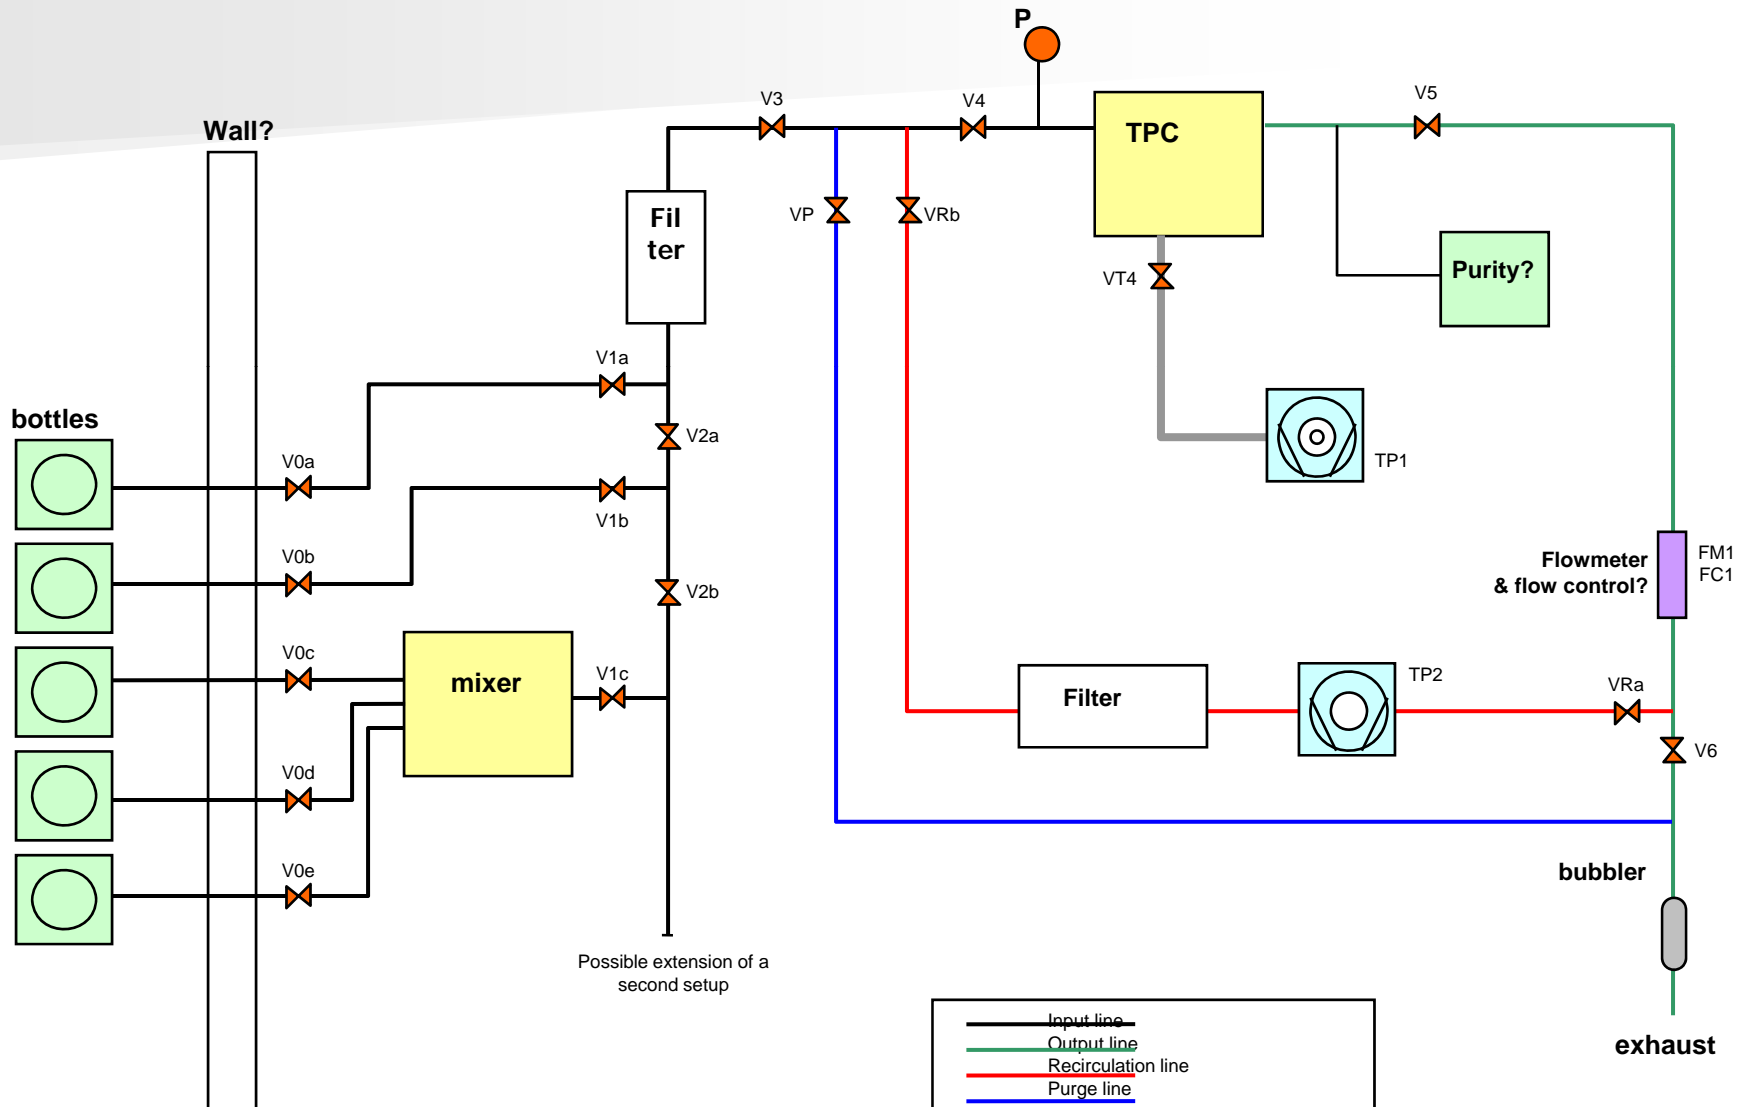 P
V3
V4
V5
Wall?
TPC
Fil
ter
VP
VRb
VT4
Purity?
V1a
bottles
V2a
V0a
TP1
V1b
V0b
Flowmeter
& flow control?
FM1
FC1
V2b
V0c
mixer
V1c
Filter
TP2
VRa
V6
V0d
V0e
bubbler
Possible extension of a
second setup
exhaust
Input line
Output line
Recirculation line
Purge line